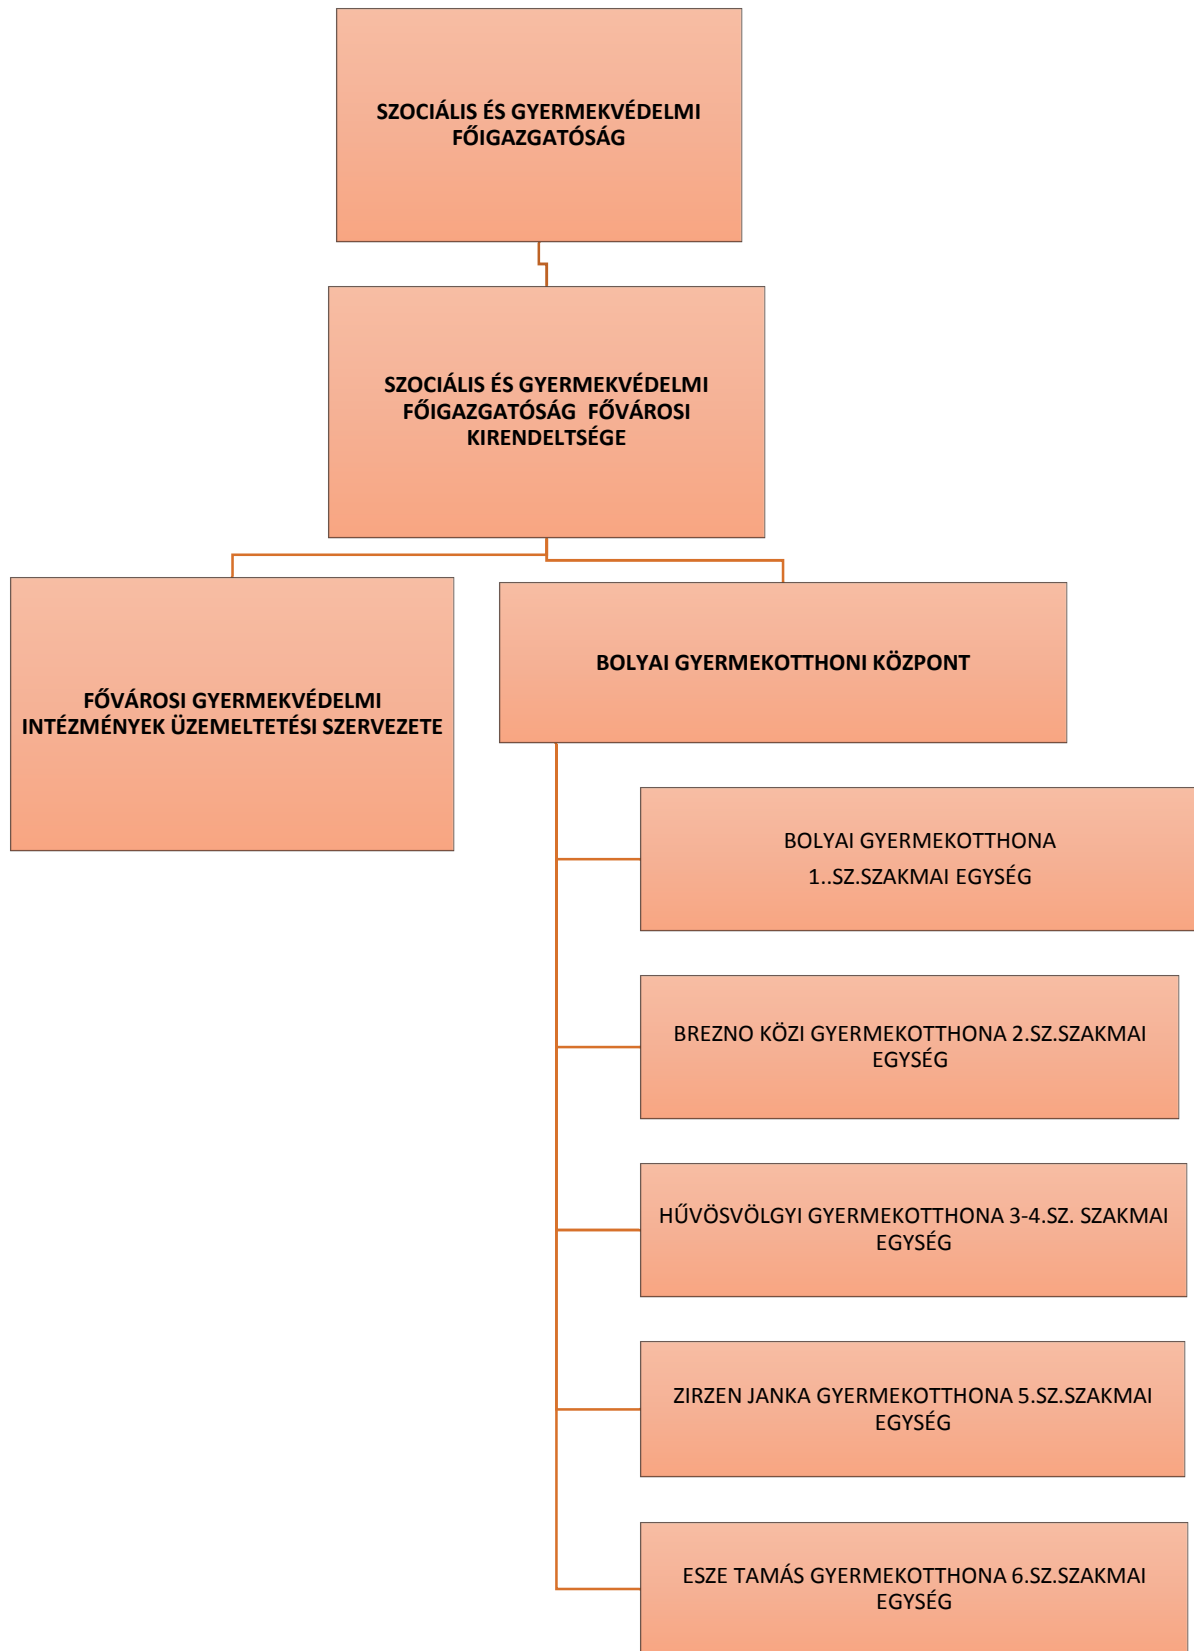 SZOCIÁLIS ÉS GYERMEKVÉDELMI
FŐIGAZGATÓSÁG
SZOCIÁLIS ÉS GYERMEKVÉDELMI
FŐIGAZGATÓSÁG FŐVÁROSI
KIRENDELTSÉGE
FŐVÁROSI GYERMEKVÉDELMI
INTÉZMÉNYEK ÜZEMELTETÉSI SZERVEZETE
BOLYAI GYERMEKOTTHONI KÖZPONT
BOLYAI GYERMEKOTTHONA
1..SZ.SZAKMAI EGYSÉG
BREZNO KÖZI GYERMEKOTTHONA 2.SZ.SZAKMAI
EGYSÉG
HŰVÖSVÖLGYI GYERMEKOTTHONA 3-4.SZ. SZAKMAI
EGYSÉG
ZIRZEN JANKA GYERMEKOTTHONA 5.SZ.SZAKMAI
EGYSÉG
ESZE TAMÁS GYERMEKOTTHONA 6.SZ.SZAKMAI
EGYSÉG